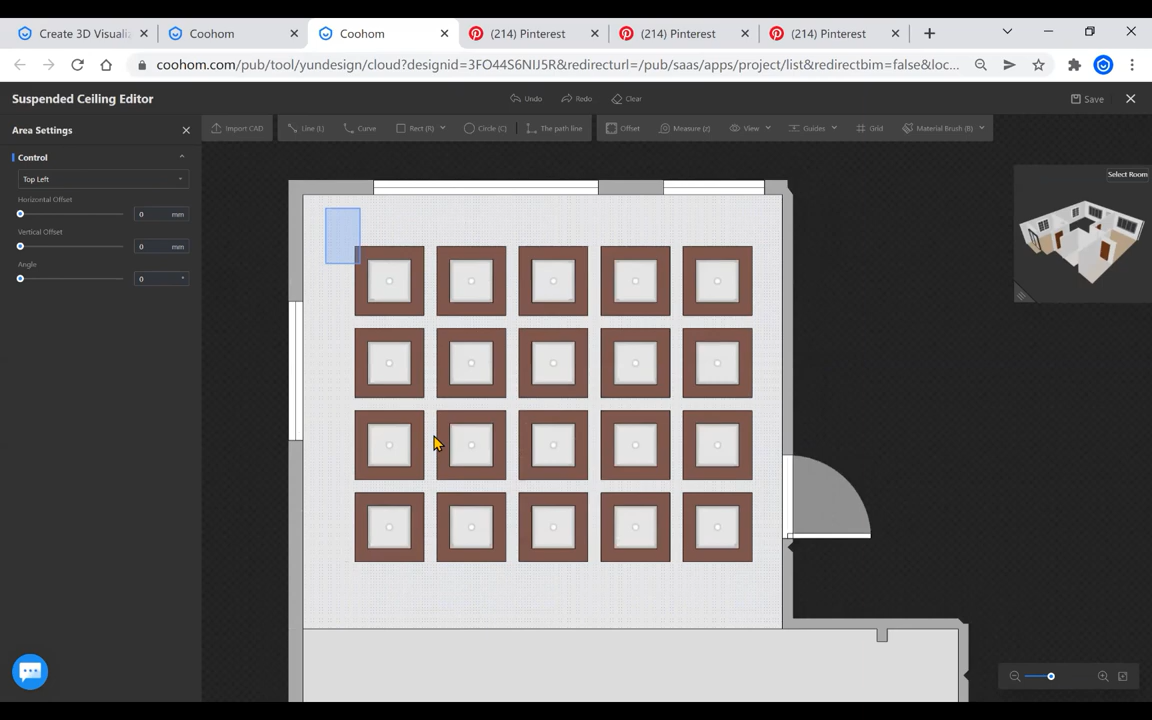 Create 3D Visualiz
Coohom
Coohom
(214) Pinterest
(214) Pinterest
(214) Pinterest
coohom.com/pub/tool/yundesign/cloud?designid=3FO44S6NIJ5R&redirecturl=/pub/saas/apps/project/list&redirectbim=false&loc...
Suspended Ceiling Editor
Undo
Redo
Clear
Save
Area Settings
Import CAD
Line (L)
Curve
Rect (R)
Circle (C)
The path line
Offset
Measure (z)
View
Guides
Grid
Material Brush (B)
Control
Select Room
Top Left
Horizontal Offset
0 mm
Vertical Offset
0 mm
Angle
0 °